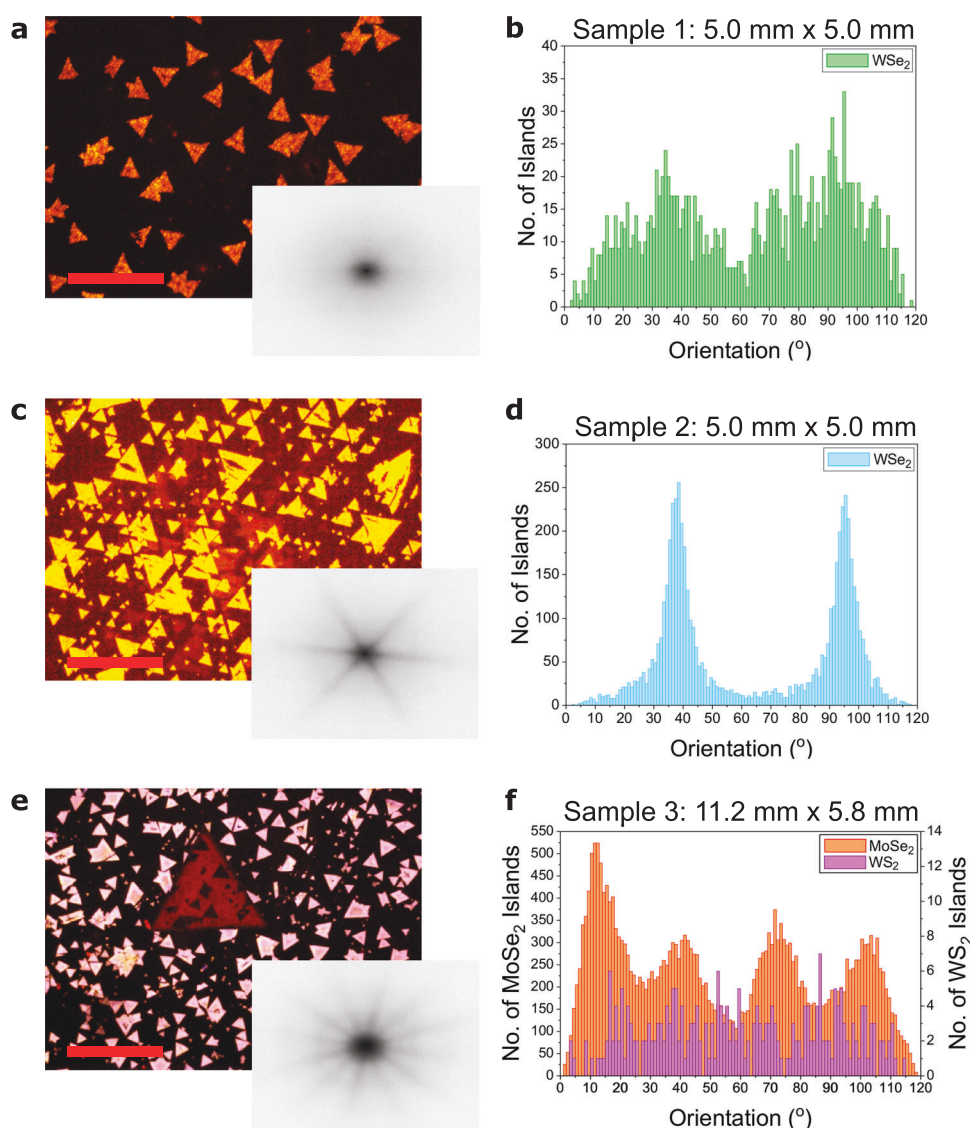 a
b
Sample 1: 5.0 mm x 5.0 mm
WSe2
40
35
30
25
20
15
10
5
0
No. of Islands
0 10 20 30 40 50 60 70 80 90 100 110 120
Orientation (o)
c
d
Sample 2: 5.0 mm x 5.0 mm
WSe2
300
250
200
150
100
50
0
No. of Islands
0 10 20 30 40 50 60 70 80 90 100 110 120
Orientation (o)
e
f
Sample 3: 11.2 mm x 5.8 mm
MoSe2
WS2
550
500
450
400
350
300
250
200
150
100
50
0
No. of MoSe2 Islands
14
12
10
8
6
4
2
0
No. of WS2 Islands
0 10 20 30 40 50 60 70 80 90 100 110 120
Orientation (o)